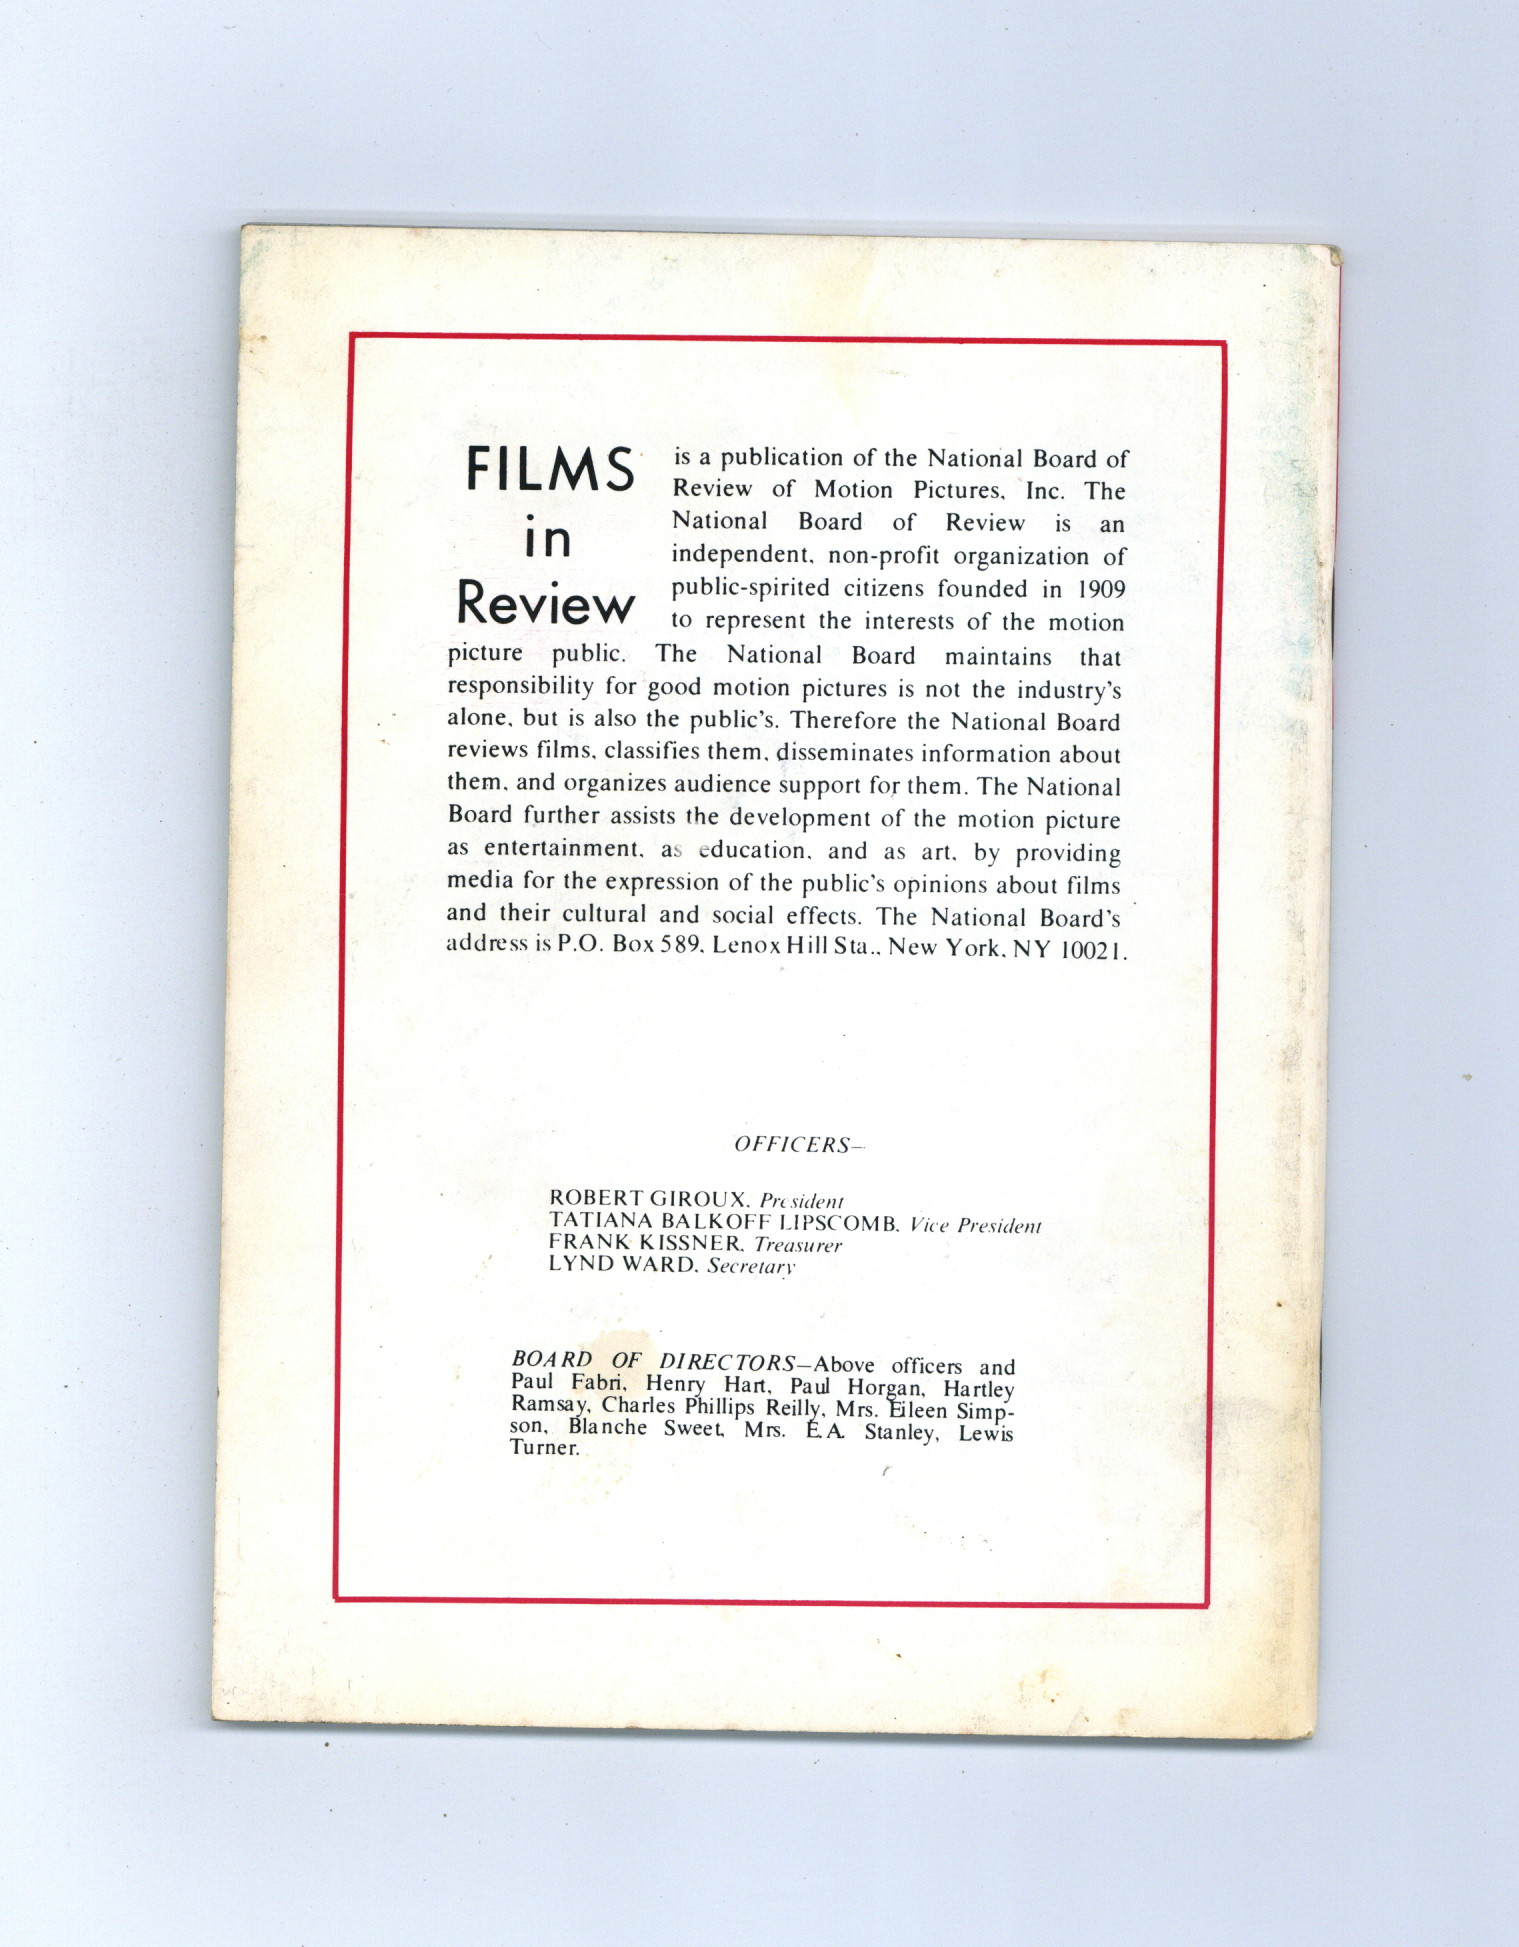 FILMS
in
Review
is a publication of the National Board of
Review of Motion Pictures, Inc. The
National Board of Review is an
independent, non-profit organization of
public-spirited citizens founded in 1909
to represent the interests of the motion
picture public. The National Board maintains that
responsibility for good motion pictures is not the industry's
alone, but is also the public's. Therefore the National Board
reviews films, classifies them, disseminates information about
them, and organizes audience support for them. The National
Board further assists the development of the motion picture
as entertainment, as education, and as art, by providing
media for the expression of the public's opinions about films
and their cultural and social effects. The National Board's
address is P.O. Box 589, Lenox Hill Sta., New York, NY 10021.
OFFICERS—
ROBERT GIROUX, President
TATIANA BALKOFF LIPSCOMB, Vice President
FRANK KISSNER, Treasurer
LYND WARD, Secretary
BOARD OF DIRECTORS—Above officers and
Paul Fabri, Henry Hart, Paul Horgan, Hartley
Ramsay, Charles Phillips Reilly, Mrs. Eileen Simp-
son, Blanche Sweet, Mrs. E.A. Stanley, Lewis
Turner.